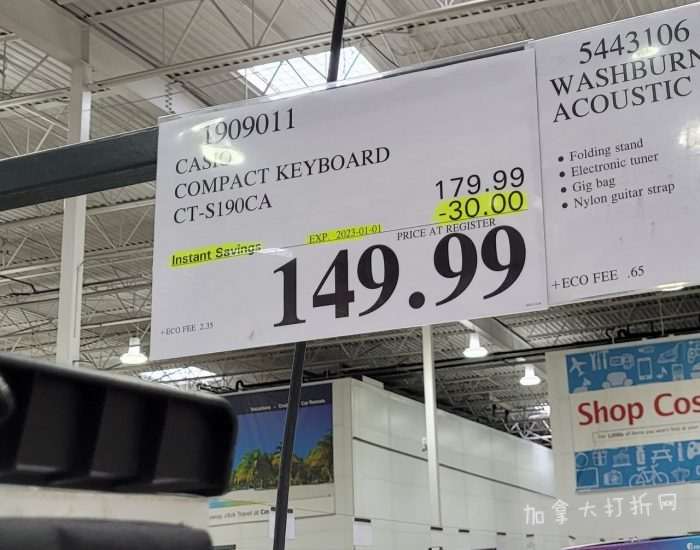 1909011
CASIO
COMPACT KEYBOARD
CT-S190CA
179.99
-30.00
Instant Savings
EXP. 2023-01-01
PRICE AT REGISTER
149.99
+ECO FEE 2.35
5443106
WASHBURN
ACOUSTIC
• Folding stand
• Electronic tuner
• Gig bag
• Nylon guitar strap
+ECO FEE .65
Shop Cos
加拿大打折网